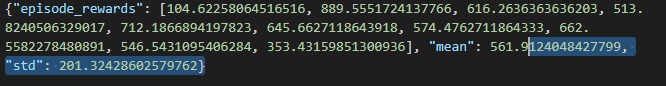 {"episode_rewards": [104.62258064516516, 889.5551724137766, 616.2636363636203, 513.
8240506329017, 712.1866894197823, 645.6627118643918, 574.4762711864333, 662.
5582278480891, 546.5431095406284, 353.43159851300936], "mean": 561.9124048427799,
"std": 201.32428602579762}